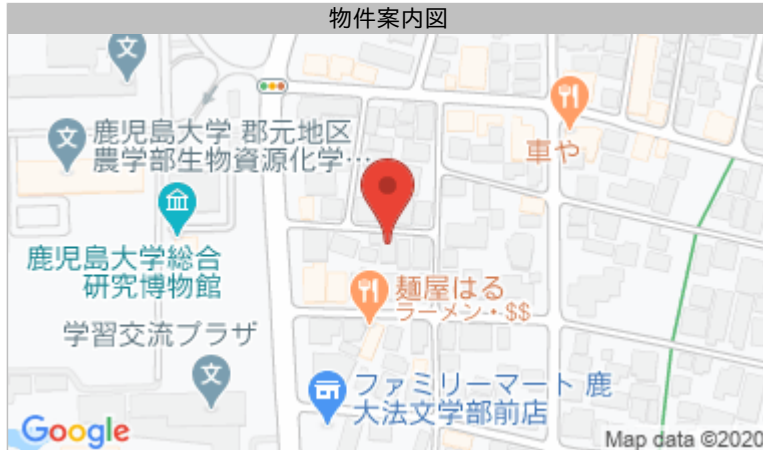 物件案内図
鹿児島大学 郡元地区
農学部生物資源化学…
車や
鹿児島大学総合
研究博物館
麺屋はる
ラーメン・$$
学習交流プラザ
ファミリーマート 鹿
大法文学部前店
Google
Map data ©2020
文
文
文